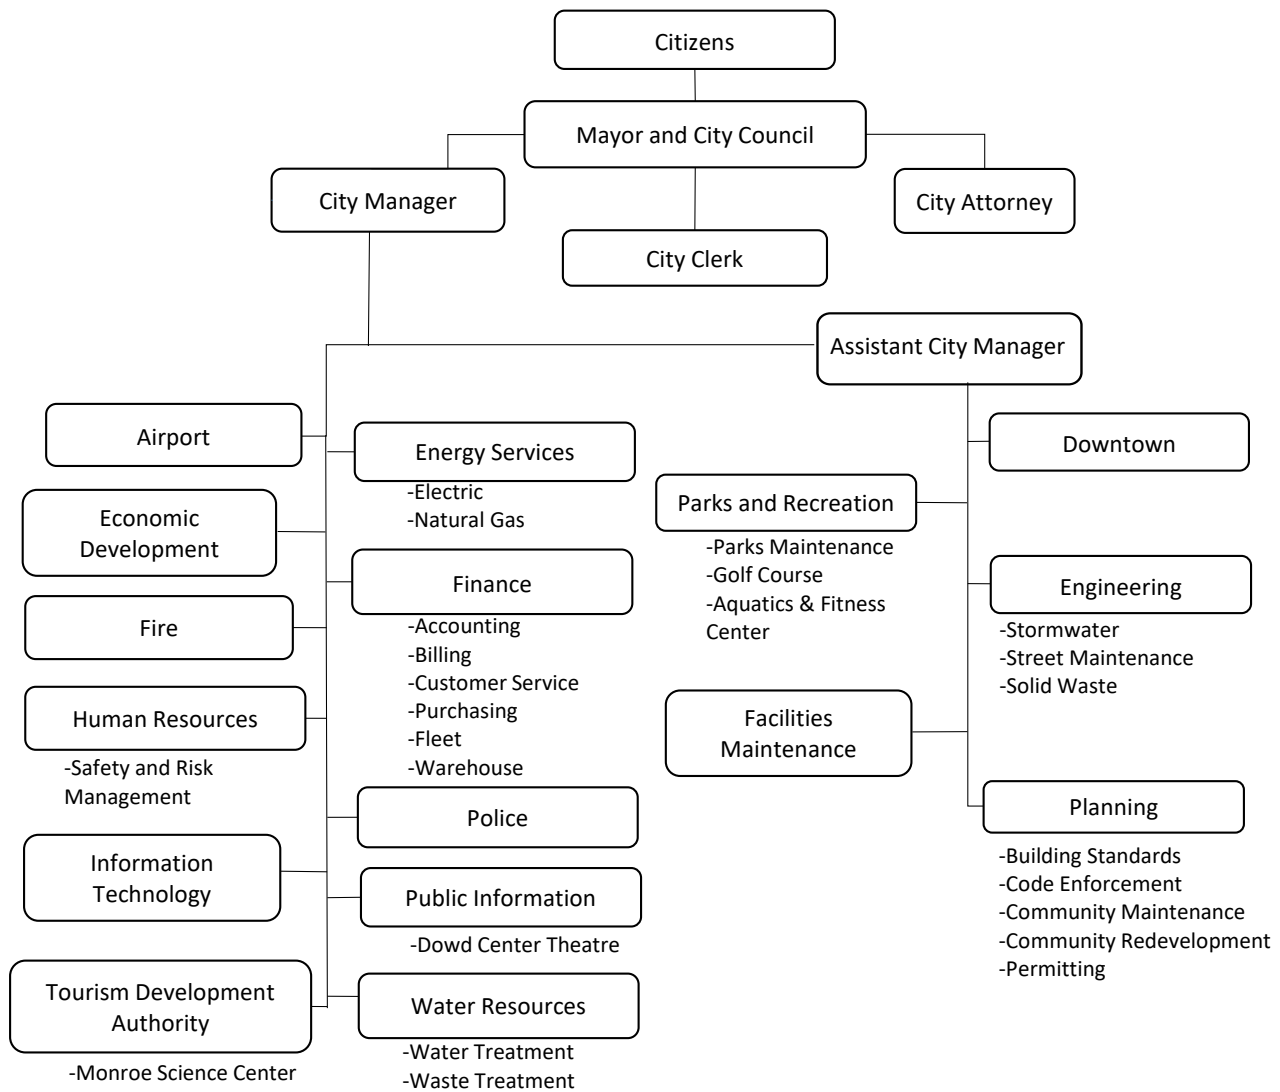 Citizens
Mayor and City Council
City Manager
City Attorney
City Clerk
Assistant City Manager
Airport
Economic
Development
Fire
Human Resources
-Safety and Risk
Management
Information
Technology
Tourism Development
Authority
-Monroe Science Center
Energy Services
-Electric
-Natural Gas
Finance
-Accounting
-Billing
-Customer Service
-Purchasing
-Fleet
-Warehouse
Police
Public Information
-Dowd Center Theatre
Water Resources
-Water Treatment
-Waste Treatment
Parks and Recreation
-Parks Maintenance
-Golf Course
-Aquatics & Fitness
Center
Facilities
Maintenance
Downtown
Engineering
-Stormwater
-Street Maintenance
-Solid Waste
Planning
-Building Standards
-Code Enforcement
-Community Maintenance
-Community Redevelopment
-Permitting